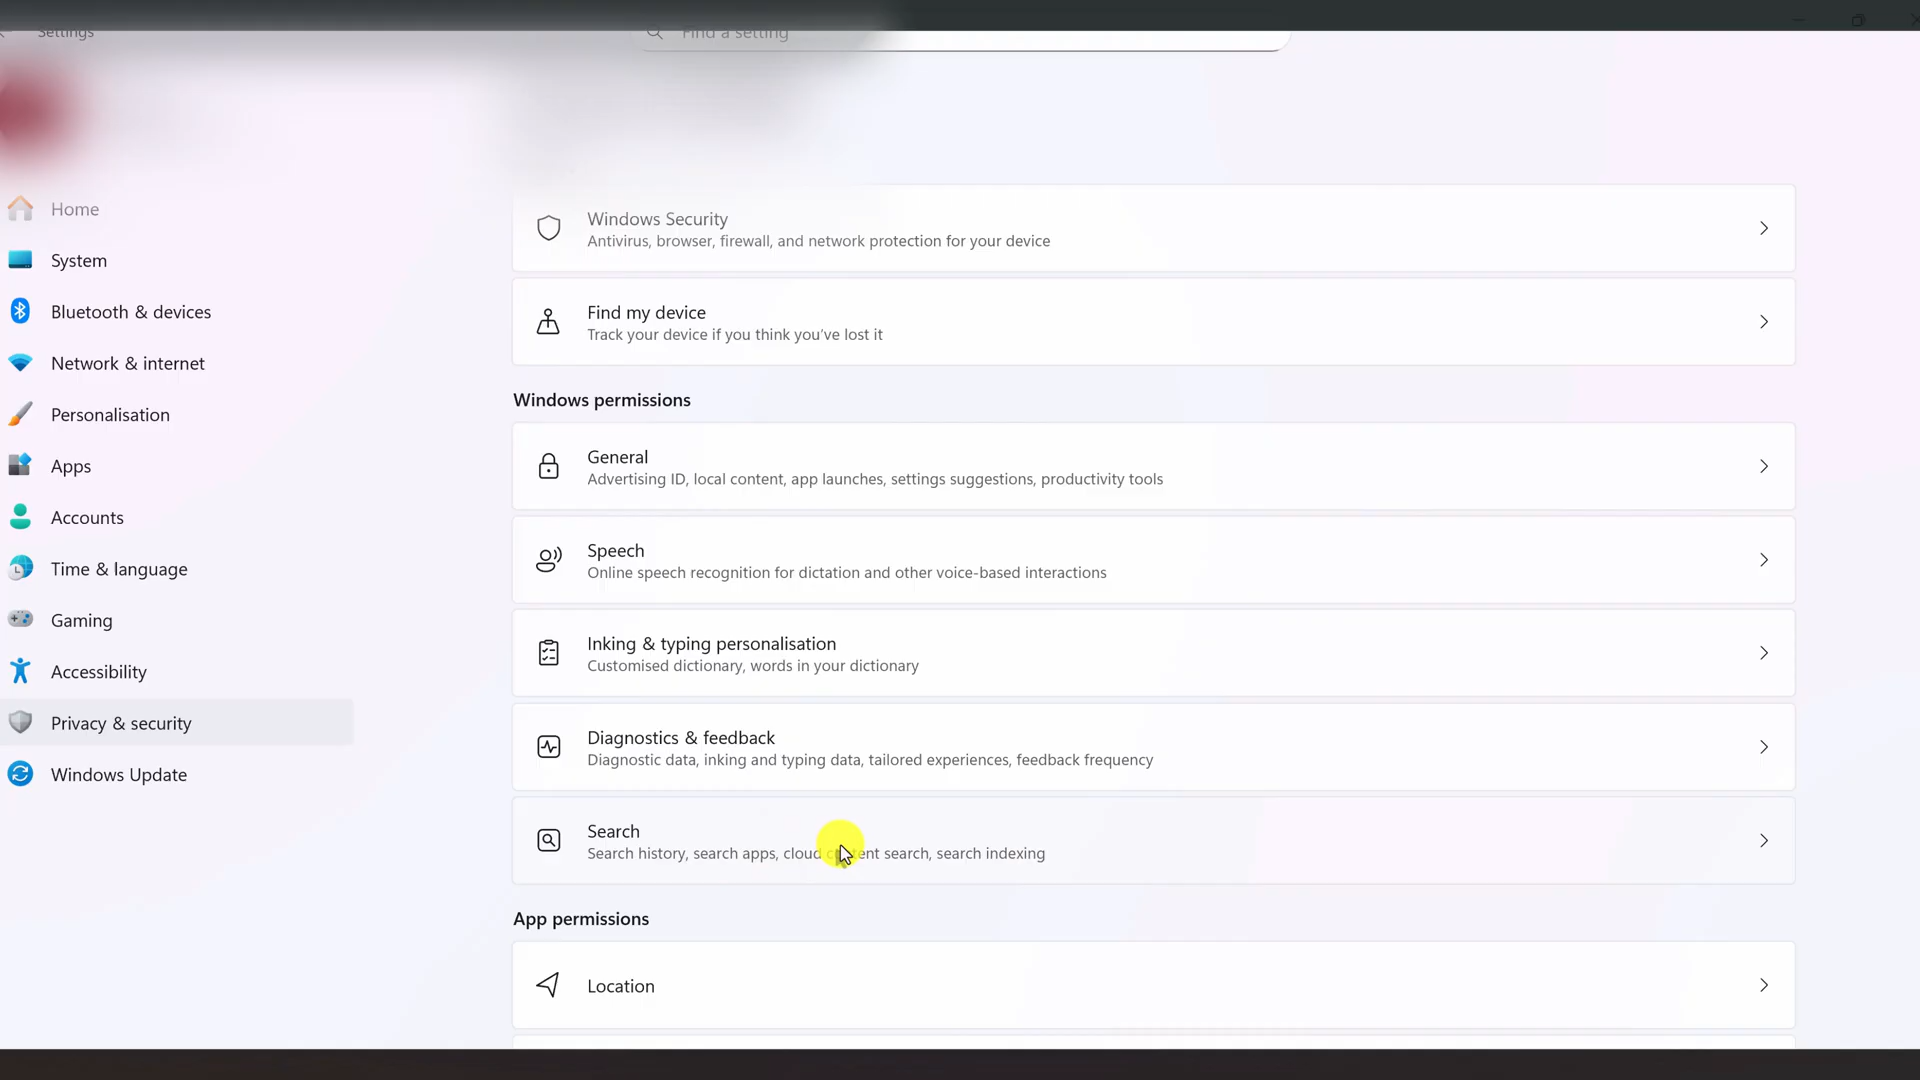 Settings
Find a setting
Home
System
Bluetooth & devices
Network & internet
Personalisation
Apps
Accounts
Time & language
Gaming
Accessibility
Privacy & security
Windows Update
Windows Security
Antivirus, browser, firewall, and network protection for your device
Find my device
Track your device if you think you've lost it
Windows permissions
General
Advertising ID, local content, app launches, settings suggestions, productivity tools
Speech
Online speech recognition for dictation and other voice-based interactions
Inking & typing personalisation
Customised dictionary, words in your dictionary
Diagnostics & feedback
Diagnostic data, inking and typing data, tailored experiences, feedback frequency
Search
Search history, search apps, cloud content search, search indexing
App permissions
Location